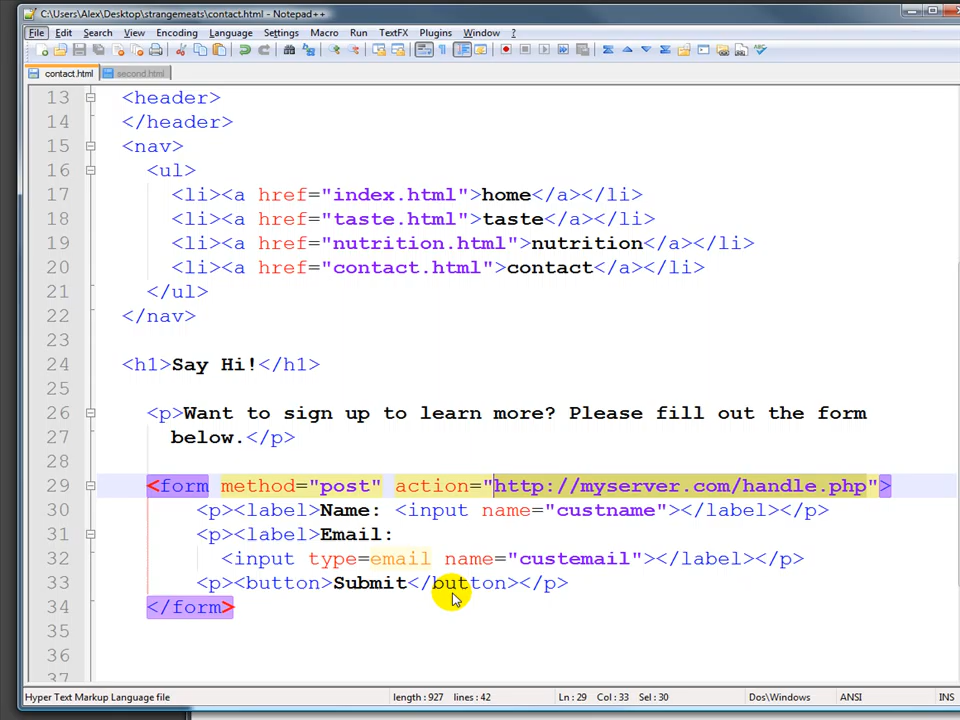 C:\Users\Alex\Desktop\strangemeats\contact.html - Notepad++
File Edit Search View Encoding Language Settings Macro Run TextFX Plugins Window ?
contact.html second.html
13 <header>
14 </header>
15 <nav>
16 <ul>
17 <li><a href="index.html">home</a></li>
18 <li><a href="taste.html">taste</a></li>
19 <li><a href="nutrition.html">nutrition</a></li>
20 <li><a href="contact.html">contact</a></li>
21 </ul>
22 </nav>
23
24 <h1>Say Hi!</h1>
25
26 <p>Want to sign up to learn more? Please fill out the form
27 below.</p>
28
29 <form method="post" action="http://myserver.com/handle.php">
30 <p><label>Name: <input name="custname"></label></p>
31 <p><label>Email:
32 <input type=email name="custemail"></label></p>
33 <p><button>Submit</button></p>
34 </form>
35
36
37
Hyper Text Markup Language file length : 927 lines : 42 Ln : 29 Col : 33 Sel : 30 Dos\Windows ANSI INS